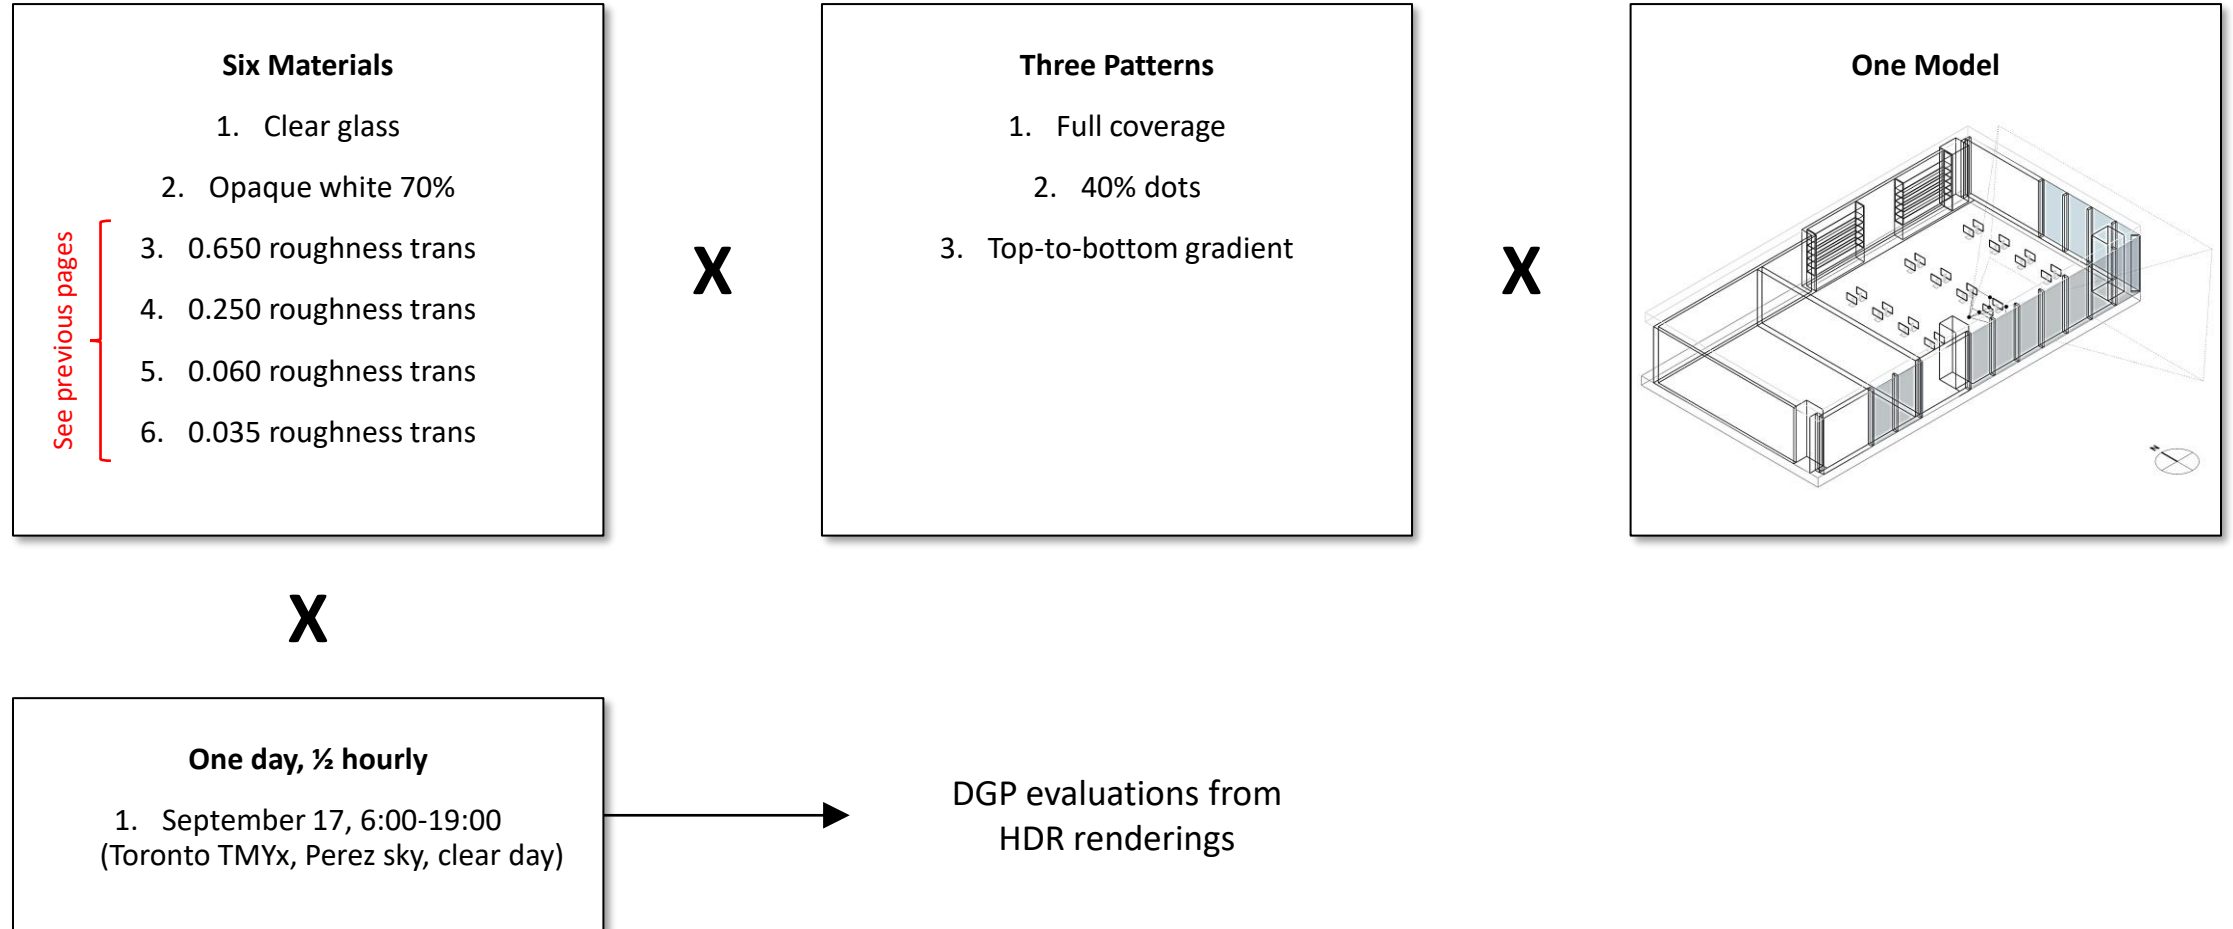 Six Materials
1. Clear glass
2. Opaque white 70%
3. 0.650 roughness trans
4. 0.250 roughness trans
5. 0.060 roughness trans
6. 0.035 roughness trans
See previous pages
X
Three Patterns
1. Full coverage
2. 40% dots
3. Top-to-bottom gradient
X
One Model
N
X
One day, ½ hourly
1. September 17, 6:00-19:00
(Toronto TMYx, Perez sky, clear day)
DGP evaluations from
HDR renderings